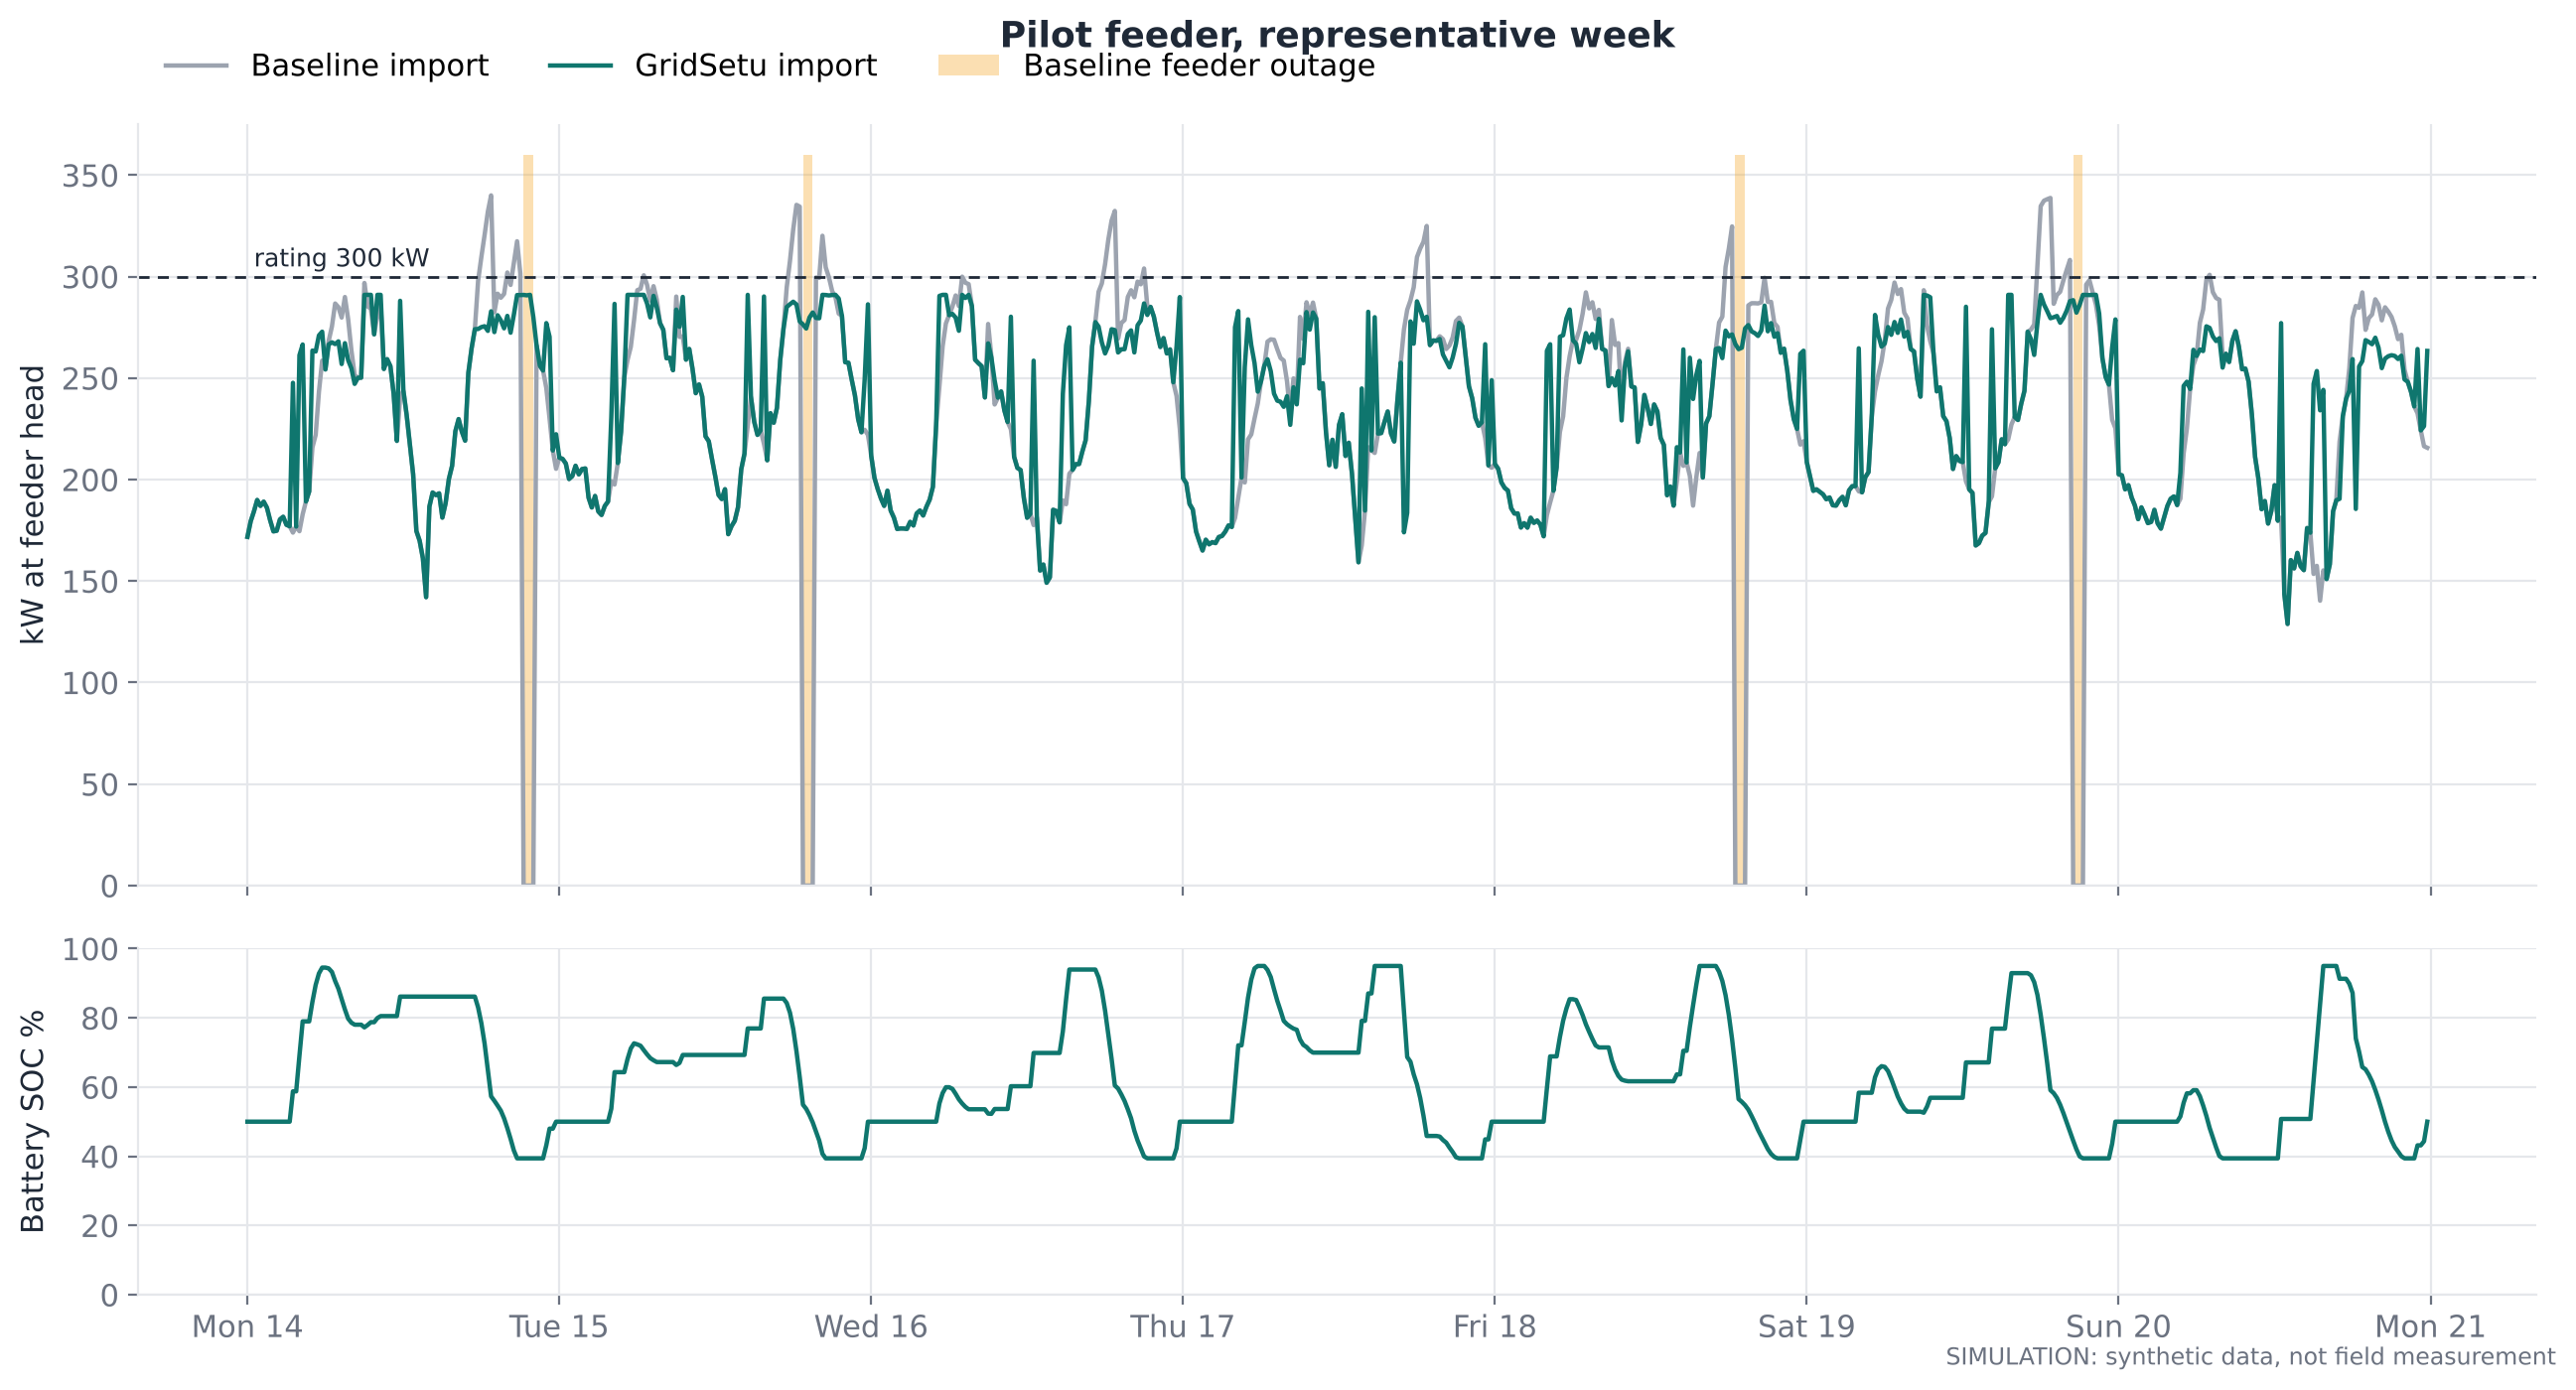 Pilot feeder, representative week
Baseline import
GridSetu import
Baseline feeder outage
kW at feeder head
350
300
250
200
150
100
50
0
rating 300 kW
Battery SOC %
100
80
60
40
20
0
Mon 14
Tue 15
Wed 16
Thu 17
Fri 18
Sat 19
Sun 20
Mon 21
SIMULATION: synthetic data, not field measurement